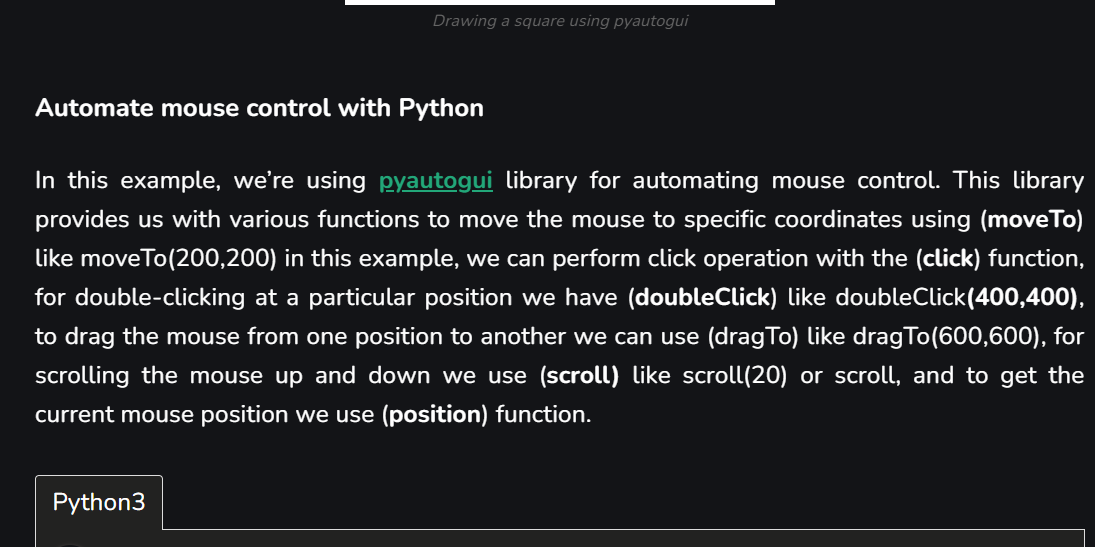 Drawing a square using pyautogui
Automate mouse control with Python
In this example, we’re using pyautogui library for automating mouse control. This library
provides us with various functions to move the mouse to specific coordinates using (moveTo)
like moveTo(200,200) in this example, we can perform click operation with the (click) function,
for double-clicking at a particular position we have (doubleClick) like doubleClick(400,400),
to drag the mouse from one position to another we can use (dragTo) like dragTo(600,600), for
scrolling the mouse up and down we use (scroll) like scroll(20) or scroll, and to get the
current mouse position we use (position) function.
Python3